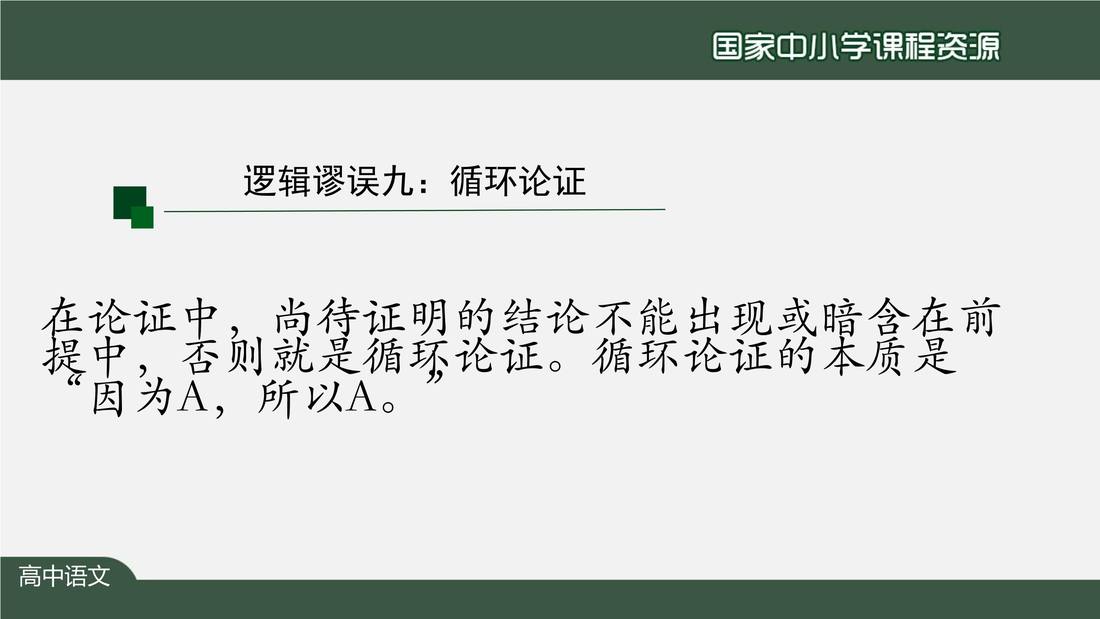 国家中小学课程资源
逻辑谬误九：循环论证
在论证中，尚待证明的结论不能出现或暗含在前
提中，否则就是循环论证。循环论证的本质是
“因为A，所以A。”
高中语文